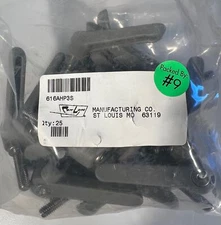 616AHP3S
MANUFACTURING CO.
ST LOUIS MO 63119
Qty:25
Packed By
#9